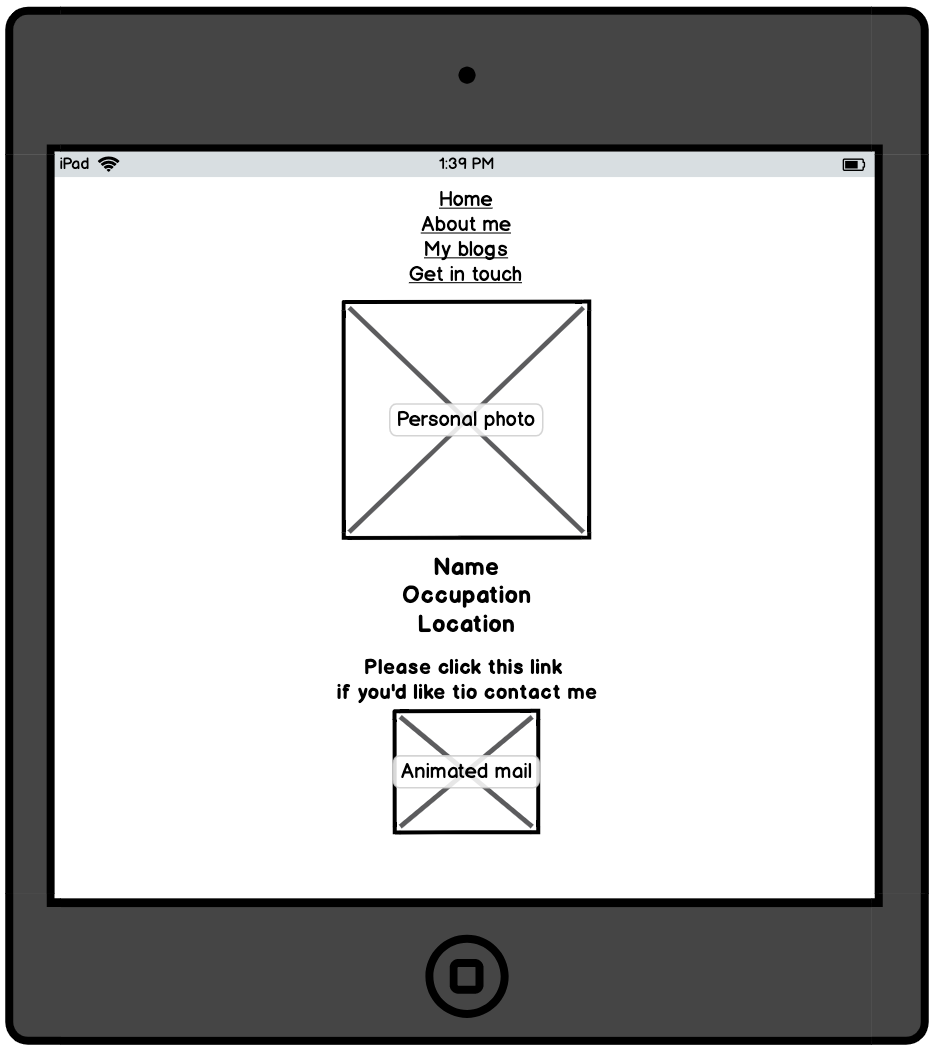 iPad 1:39 PM
Home
About me
My blogs
Get in touch
Personal photo
Name
Occupation
Location
Please click this link
if you'd like tio contact me
Animated mail